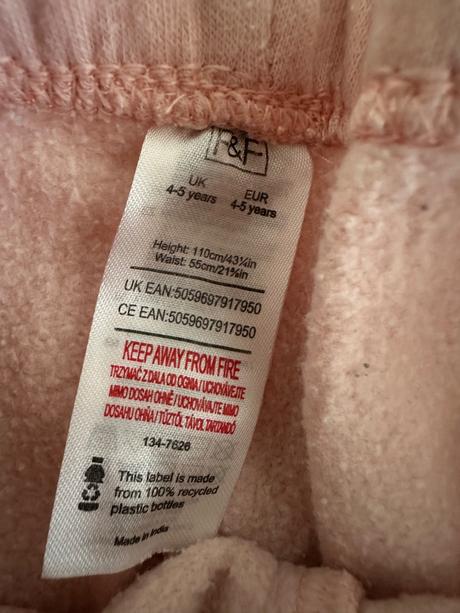 F&F
UK EUR
4-5 years 4-5 years
Height: 110cm/43¼in
Waist: 55cm/21⅝in
UK EAN:5059697917950
CE EAN:5059697917950
KEEP AWAY FROM FIRE
TRZYMAĆ Z DALA OD OGNIA / UCHOVÁVEJTE
MIMO DOSAH OHNĚ / UCHOVÁVAJTE MIMO
DOSAHU OHŇA / TŰZTŐL TÁVOL TARTANDÓ
134-7626
This label is made
from 100% recycled
plastic bottles
Made in India